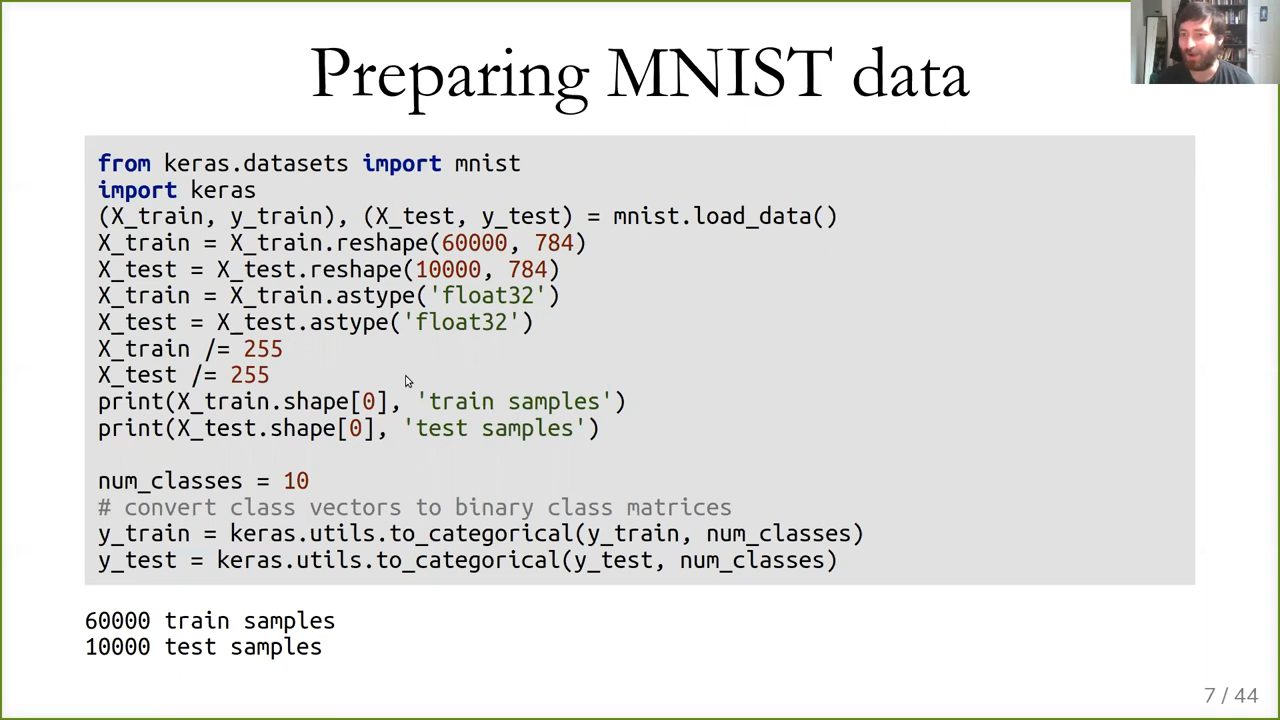 Preparing MNIST data
from keras.datasets import mnist
import keras
(X_train, y_train), (X_test, y_test) = mnist.load_data()
X_train = X_train.reshape(60000, 784)
X_test = X_test.reshape(10000, 784)
X_train = X_train.astype('float32')
X_test = X_test.astype('float32')
X_train /= 255
X_test /= 255
print(X_train.shape[0], 'train samples')
print(X_test.shape[0], 'test samples')
num_classes = 10
# convert class vectors to binary class matrices
y_train = keras.utils.to_categorical(y_train, num_classes)
y_test = keras.utils.to_categorical(y_test, num_classes)
60000 train samples
10000 test samples
7 / 44